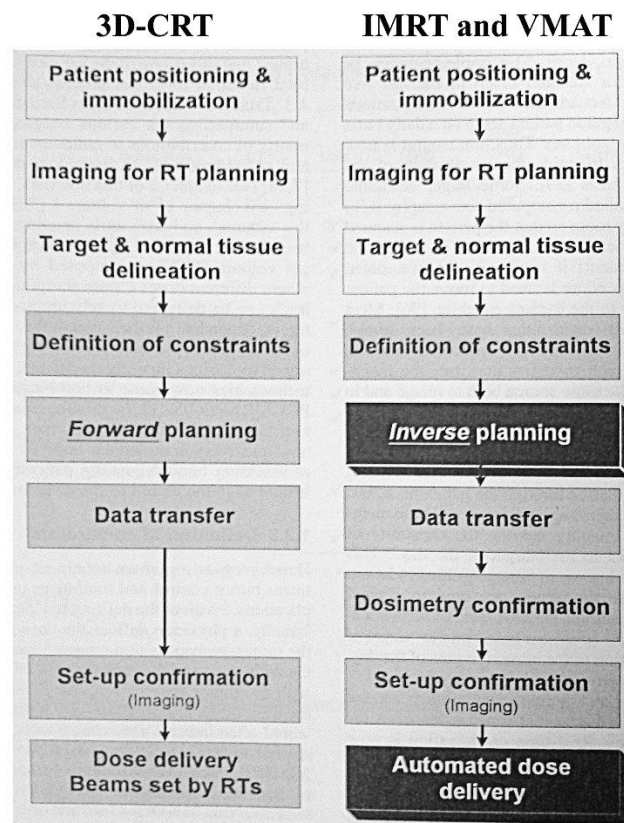 3D-CRT
Patient positioning &
immobilization
Imaging for RT planning
Target & normal tissue
delineation
Definition of constraints
Forward planning
Data transfer
Set-up confirmation
(Imaging)
Dose delivery
Beams set by RTs
IMRT and VMAT
Patient positioning &
immobilization
Imaging for RT planning
Target & normal tissue
delineation
Definition of constraints
Inverse planning
Data transfer
Dosimetry confirmation
Set-up confirmation
(Imaging)
Automated dose
delivery